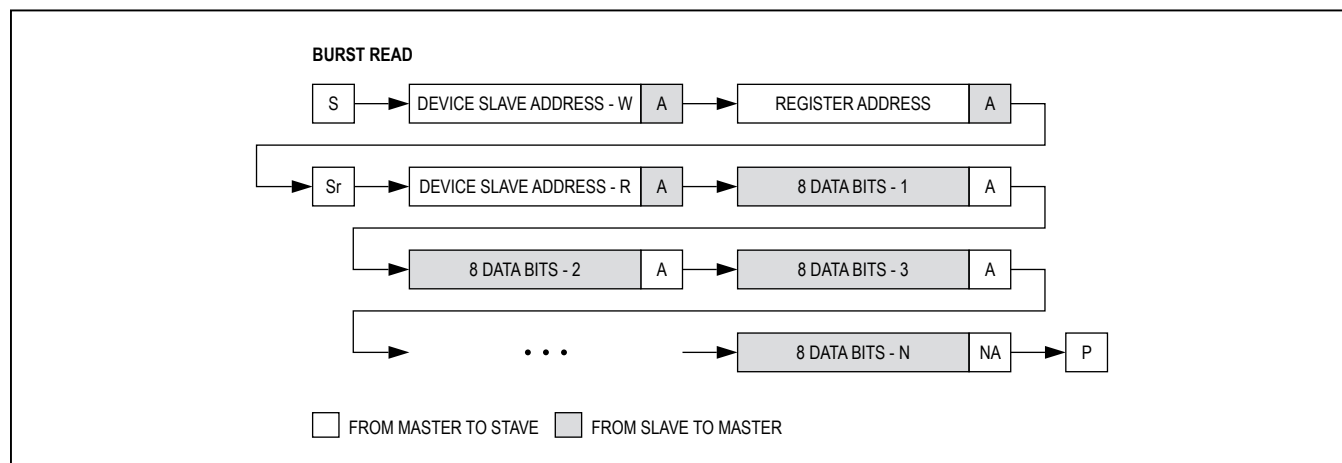 BURST READ
S DEVICE SLAVE ADDRESS - W A REGISTER ADDRESS A
Sr DEVICE SLAVE ADDRESS - R A 8 DATA BITS - 1 A
8 DATA BITS - 2 A 8 DATA BITS - 3 A
• • • 8 DATA BITS - N NA P
FROM MASTER TO STAVE FROM SLAVE TO MASTER